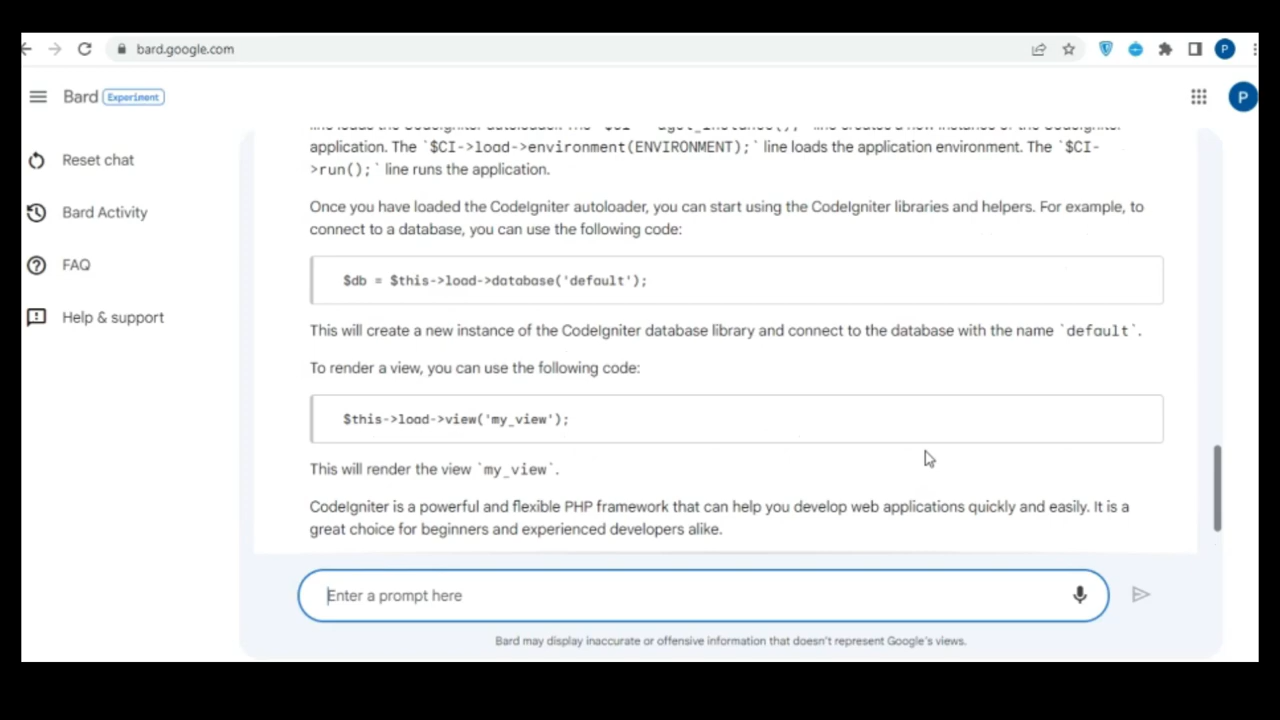 bard.google.com
P
Bard Experiment
P
Reset chat
Bard Activity
FAQ
Help & support
application. The `$CI->load->environment(ENVIRONMENT);` line loads the application environment. The `$CI-
>run();` line runs the application.
Once you have loaded the CodeIgniter autoloader, you can start using the CodeIgniter libraries and helpers. For example, to
connect to a database, you can use the following code:
$db = $this->load->database('default');
This will create a new instance of the CodeIgniter database library and connect to the database with the name `default`.
To render a view, you can use the following code:
$this->load->view('my_view');
This will render the view `my_view`.
CodeIgniter is a powerful and flexible PHP framework that can help you develop web applications quickly and easily. It is a
great choice for beginners and experienced developers alike.
Enter a prompt here
Bard may display inaccurate or offensive information that doesn't represent Google's views.